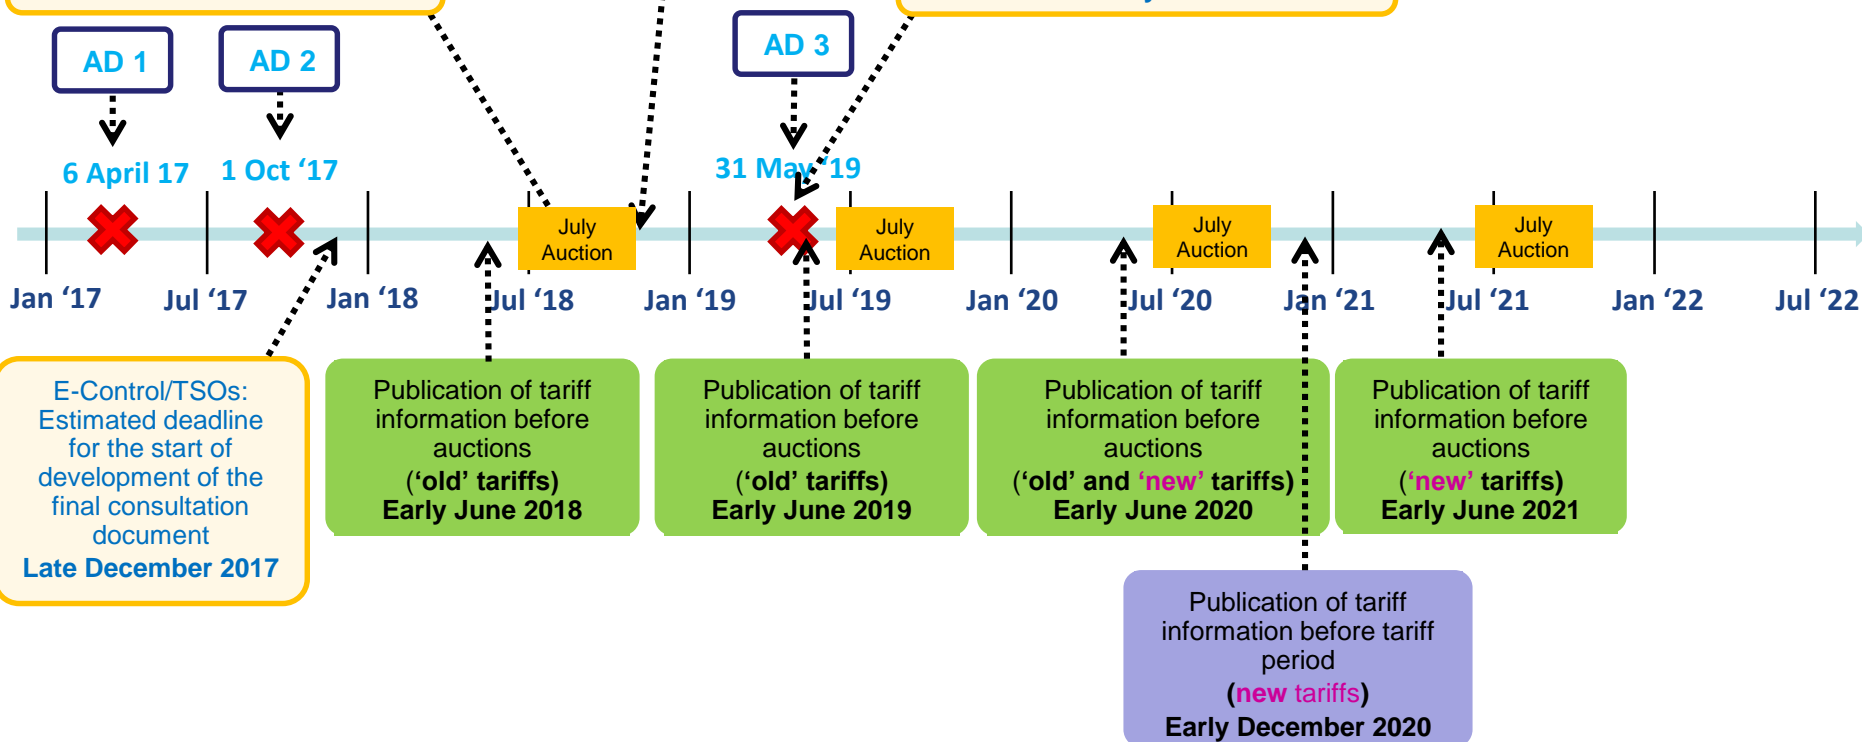 AD 1
AD 2
AD 3
6 April 17
1 Oct ‘17
31 May ‘19
July
Auction
July
Auction
July
Auction
July
Auction
Jan ‘17
Jul ‘17
Jan ‘18
Jul ‘18
Jan ‘19
Jul ‘19
Jan ‘20
Jul ‘20
Jan ‘21
Jul ‘21
Jan ‘22
Jul ‘22
E-Control/TSOs:
Estimated deadline
for the start of
development of the
final consultation
document
Late December 2017
Publication of tariff
information before
auctions
(‘old’ tariffs)
Early June 2018
Publication of tariff
information before
auctions
(‘old’ tariffs)
Early June 2019
Publication of tariff
information before
auctions
(‘old’ and ‘new’ tariffs)
Early June 2020
Publication of tariff
information before
auctions
(‘new’ tariffs)
Early June 2021
Publication of tariff
information before tariff
period
(new tariffs)
Early December 2020